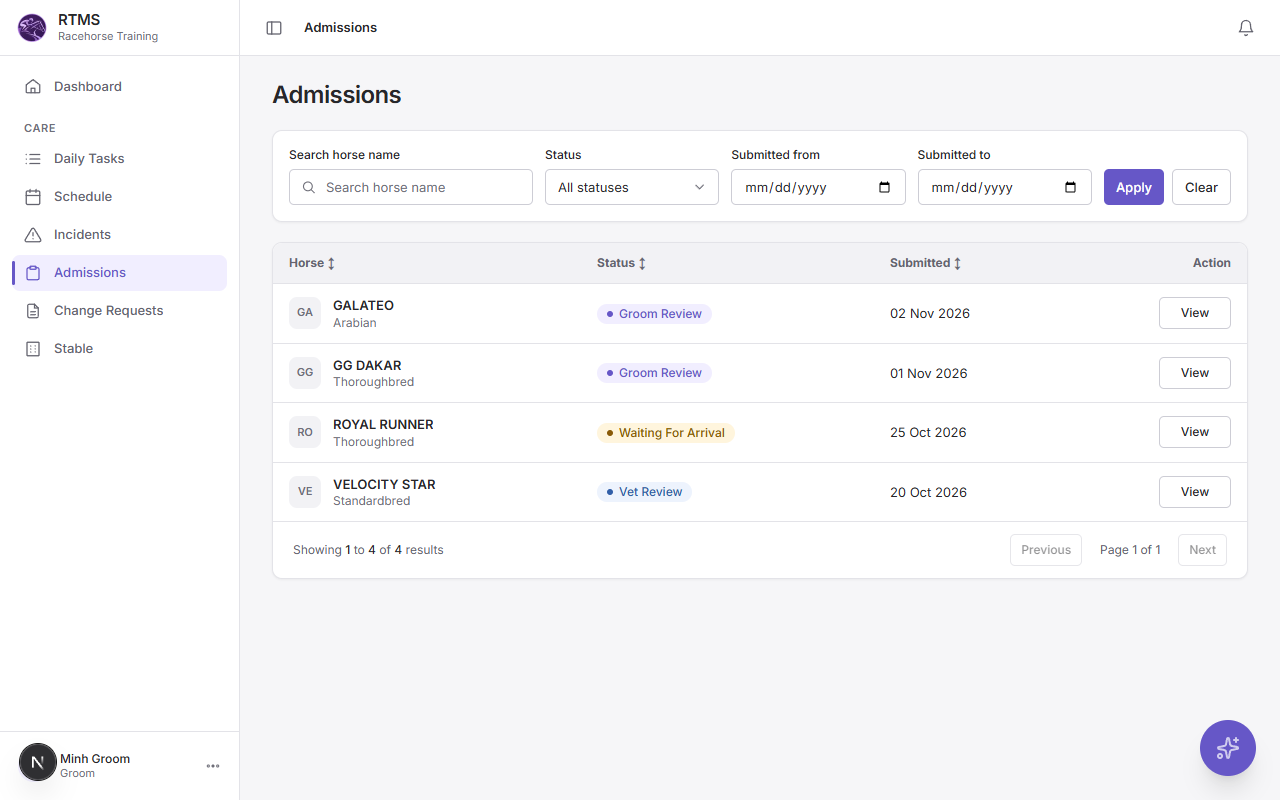 RTMS
Racehorse Training
Admissions
Dashboard
CARE
Daily Tasks
Schedule
Incidents
Admissions
Change Requests
Stable
N
Minh Groom
Groom
Admissions
Search horse name
Status
Submitted from
Submitted to
Search horse name
All statuses
mm/dd/yyyy
mm/dd/yyyy
Apply
Clear
Horse
Status
Submitted
Action
GA
GALATEO
Arabian
Groom Review
02 Nov 2026
View
GG
GG DAKAR
Thoroughbred
Groom Review
01 Nov 2026
View
RO
ROYAL RUNNER
Thoroughbred
Waiting For Arrival
25 Oct 2026
View
VE
VELOCITY STAR
Standardbred
Vet Review
20 Oct 2026
View
Showing 1 to 4 of 4 results
Previous
Page 1 of 1
Next